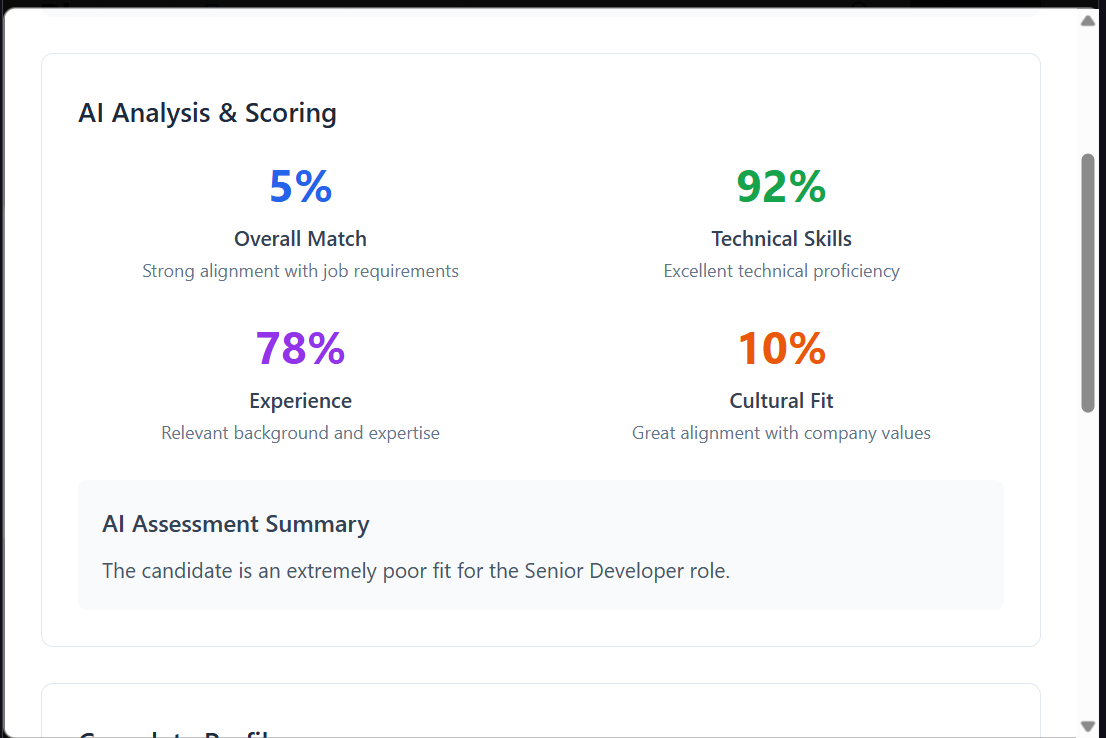 AI Analysis & Scoring
5%
Overall Match
Strong alignment with job requirements
92%
Technical Skills
Excellent technical proficiency
78%
Experience
Relevant background and expertise
10%
Cultural Fit
Great alignment with company values
AI Assessment Summary
The candidate is an extremely poor fit for the Senior Developer role.